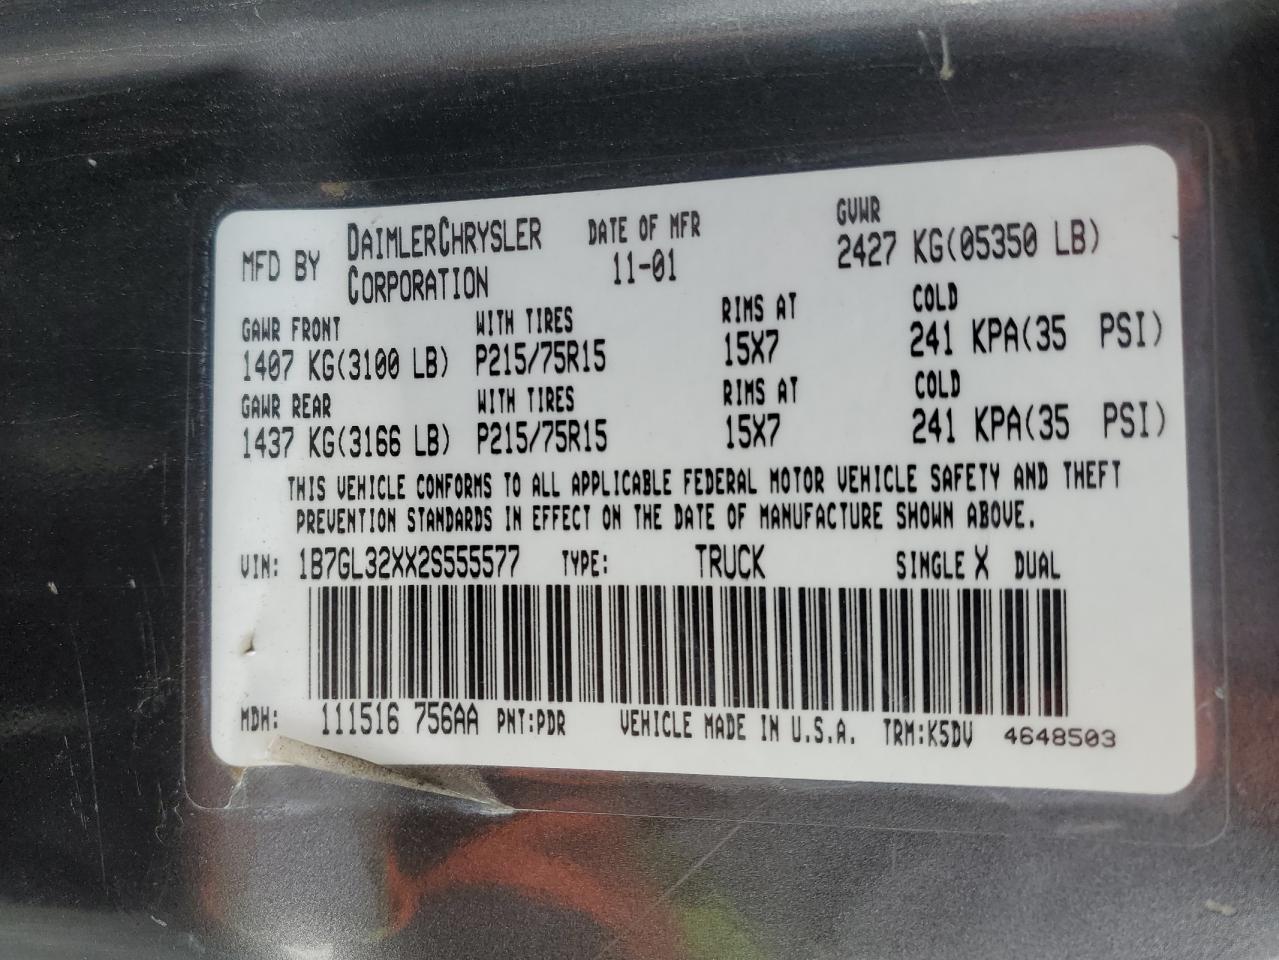 MFD BY DAIMLERCHRYSLER CORPORATION DATE OF MFR 11-01 GVWR 2427 KG(05350 LB)
GAWR FRONT WITH TIRES RIMS AT COLD
1407 KG(3100 LB) P215/75R15 15X7 241 KPA(35 PSI)
GAWR REAR WITH TIRES RIMS AT COLD
1437 KG(3166 LB) P215/75R15 15X7 241 KPA(35 PSI)
THIS VEHICLE CONFORMS TO ALL APPLICABLE FEDERAL MOTOR VEHICLE SAFETY AND THEFT
PREVENTION STANDARDS IN EFFECT ON THE DATE OF MANUFACTURE SHOWN ABOVE.
VIN: 1B7GL32XX2S555577 TYPE: TRUCK SINGLE X DUAL
MDH: 111516 756AA PNT:PDR VEHICLE MADE IN U.S.A. TRM:K5DV 4648503